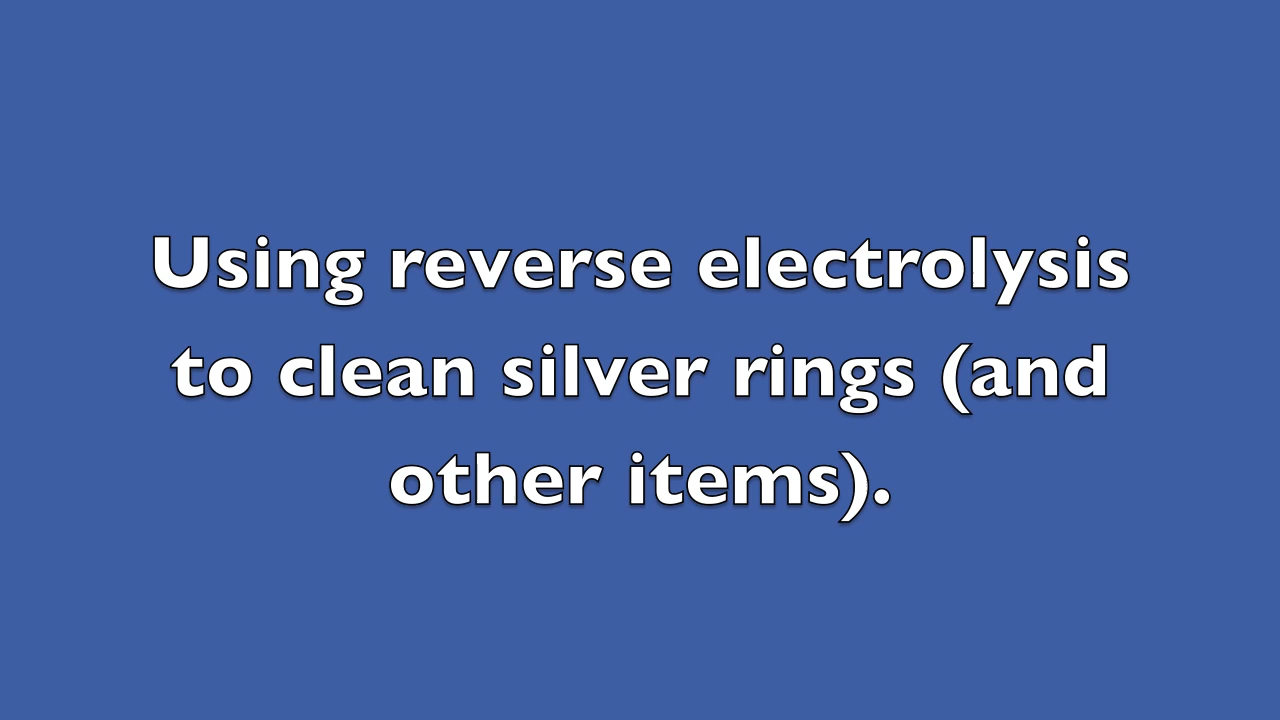 Using reverse electrolysis
to clean silver rings (and
other items).